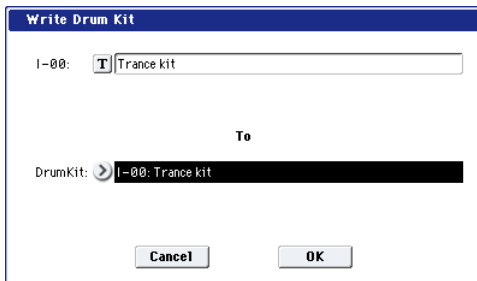 Write Drum Kit
I-00: T Trance kit
To
DrumKit: I-00: Trance kit
Cancel OK